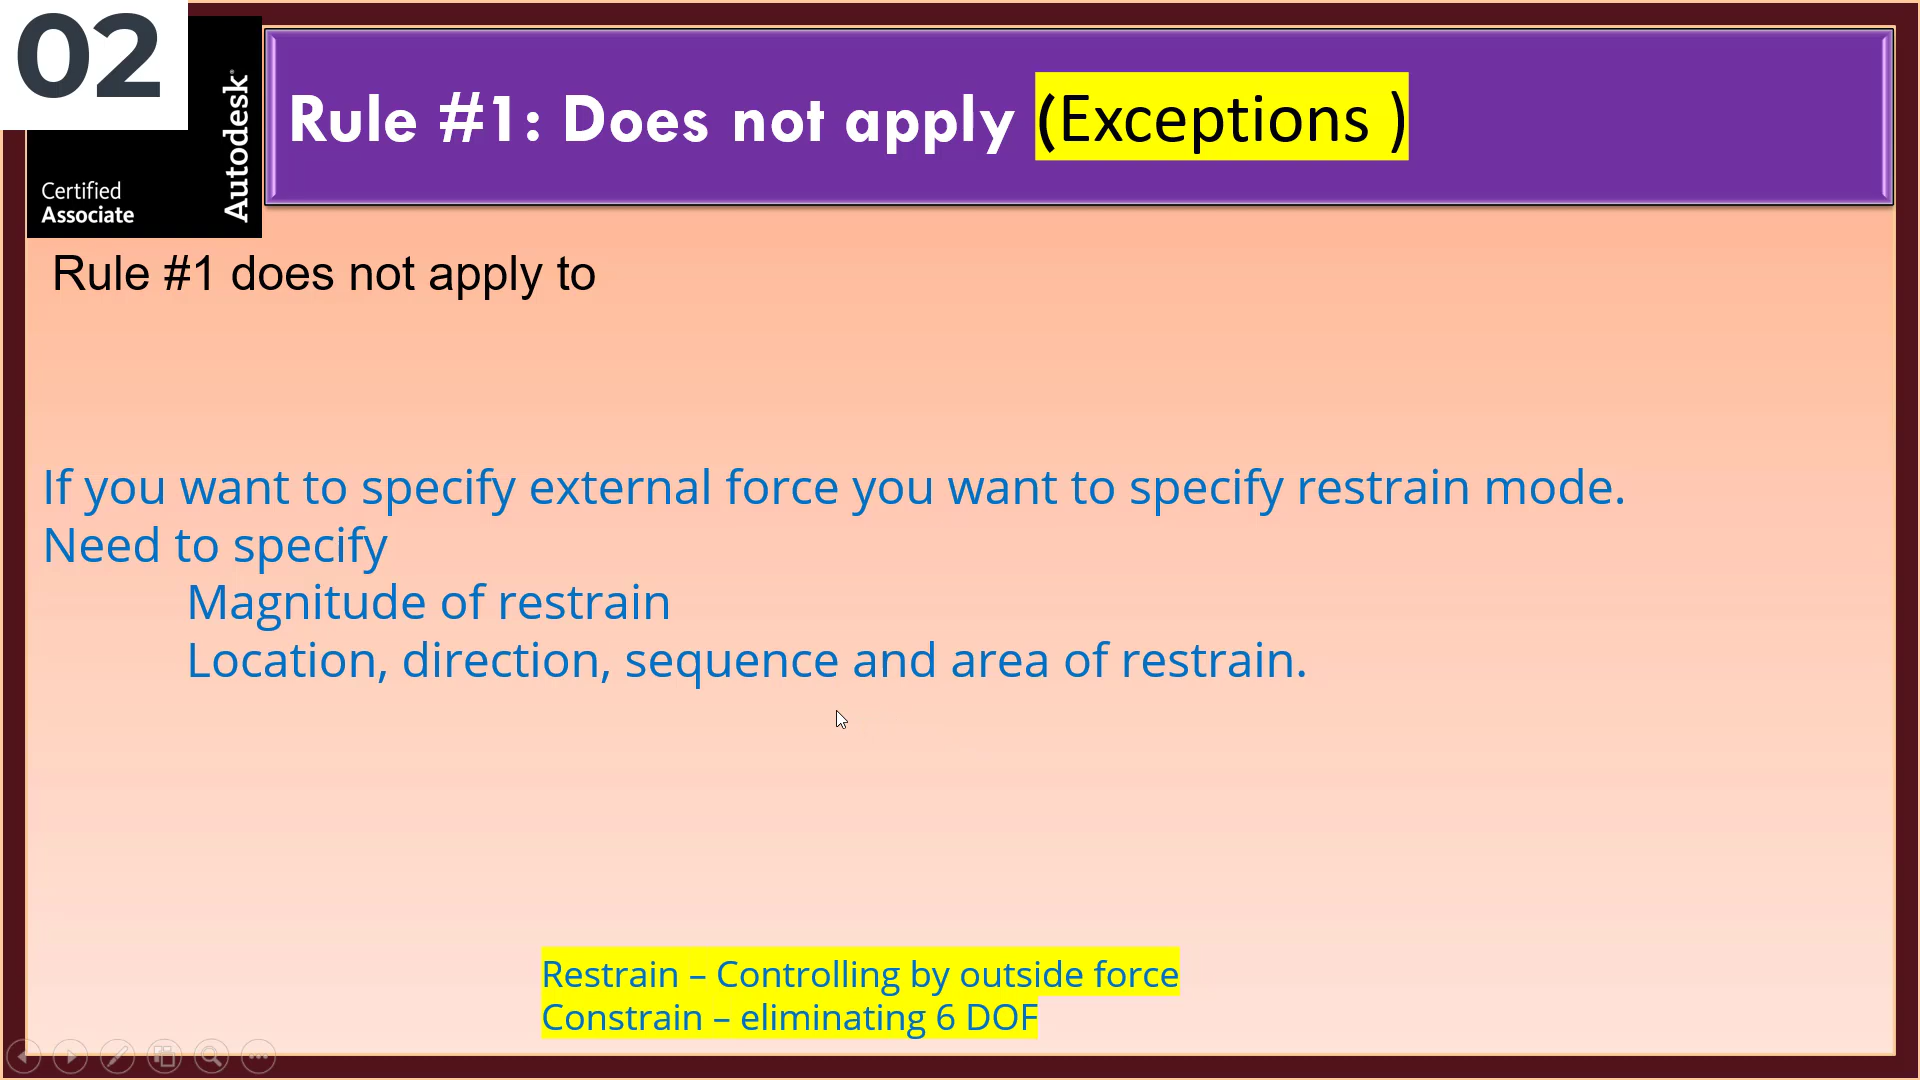 02
Autodesk®
Certified
Associate
Rule #1: Does not apply (Exceptions )
Rule #1 does not apply to
If you want to specify external force you want to specify restrain mode.
Need to specify
Magnitude of restrain
Location, direction, sequence and area of restrain.
Restrain – Controlling by outside force
Constrain – eliminating 6 DOF